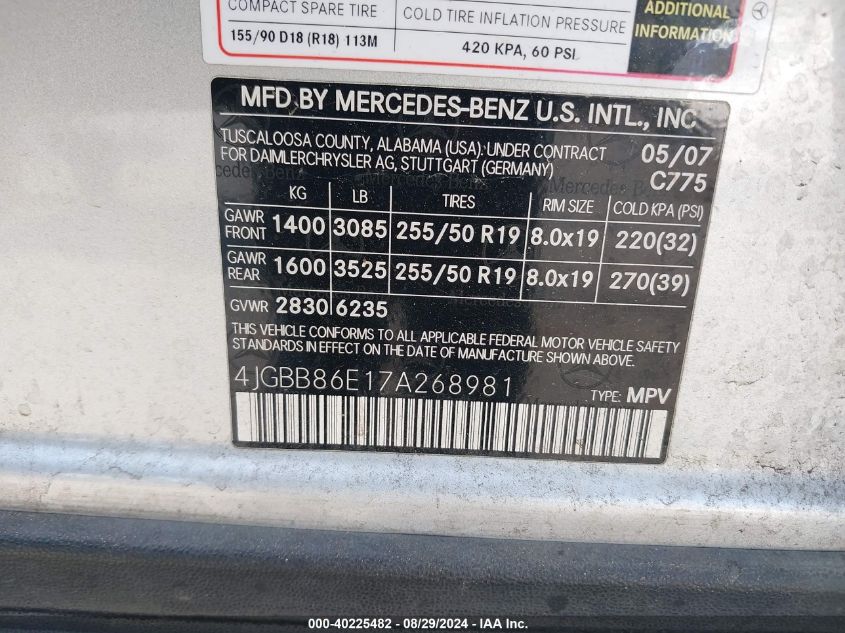 COMPACT SPARE TIRE
COLD TIRE INFLATION PRESSURE
ADDITIONAL
INFORMATION
155/90 D18 (R18) 113M
420 KPA, 60 PSI
MFD BY MERCEDES-BENZ U.S. INTL., INC
TUSCALOOSA COUNTY, ALABAMA (USA). UNDER CONTRACT 05/07
FOR DAIMLERCHRYSLER AG, STUTTGART (GERMANY) C775
KG LB TIRES RIM SIZE COLD KPA (PSI)
GAWR
FRONT 1400 3085 255/50 R19 8.0x19 220(32)
GAWR
REAR 1600 3525 255/50 R19 8.0x19 270(39)
GVWR 2830 6235
THIS VEHICLE CONFORMS TO ALL APPLICABLE FEDERAL MOTOR VEHICLE SAFETY
STANDARDS IN EFFECT ON THE DATE OF MANUFACTURE SHOWN ABOVE.
4JGBB86E17A268981 TYPE: MPV
000-40225482 - 08/29/2024 - IAA Inc.